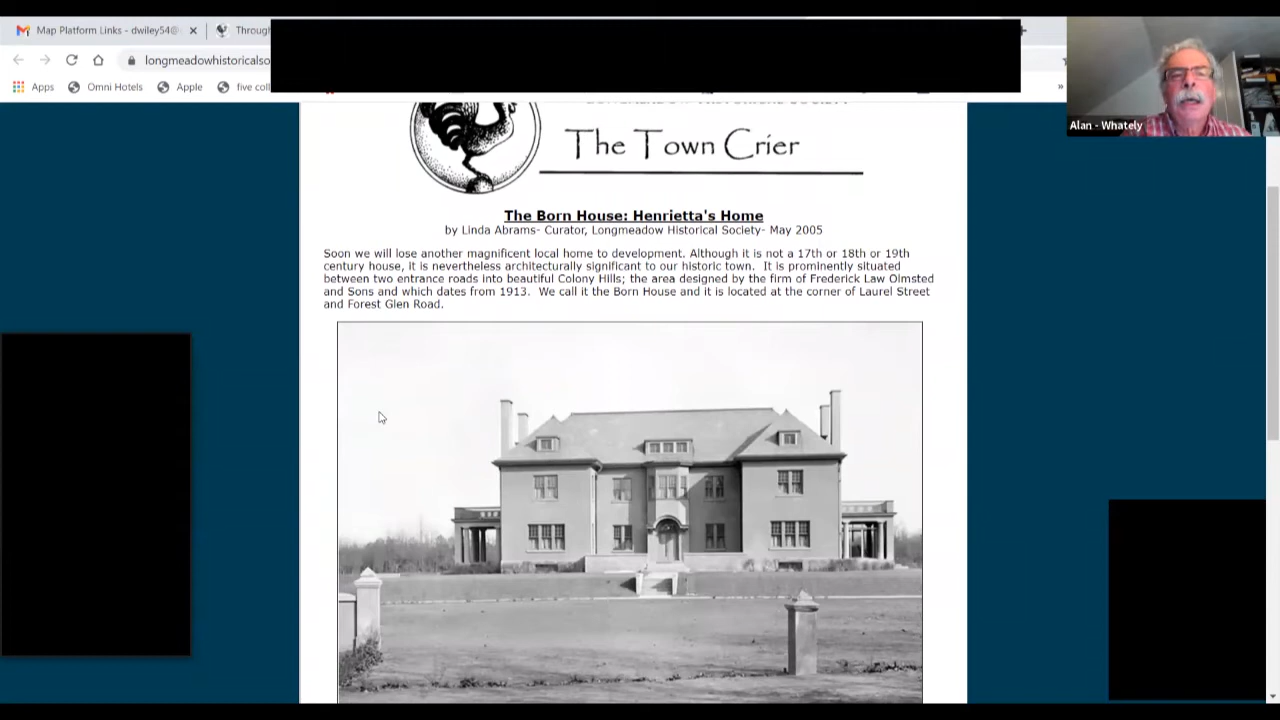 Map Platform Links - dwiley54@
Through
longmeadowhistoricalso
Apps
Omni Hotels
Apple
five coll
Alan - Whately
The Town Crier
The Born House: Henrietta's Home
by Linda Abrams- Curator, Longmeadow Historical Society- May 2005
Soon we will lose another magnificent local home to development. Although it is not a 17th or 18th or 19th
century house, it is nevertheless architecturally significant to our historic town.  It is prominently situated
between two entrance roads into beautiful Colony Hills; the area designed by the firm of Frederick Law Olmsted
and Sons and which dates from 1913.  We call it the Born House and it is located at the corner of Laurel Street
and Forest Glen Road.